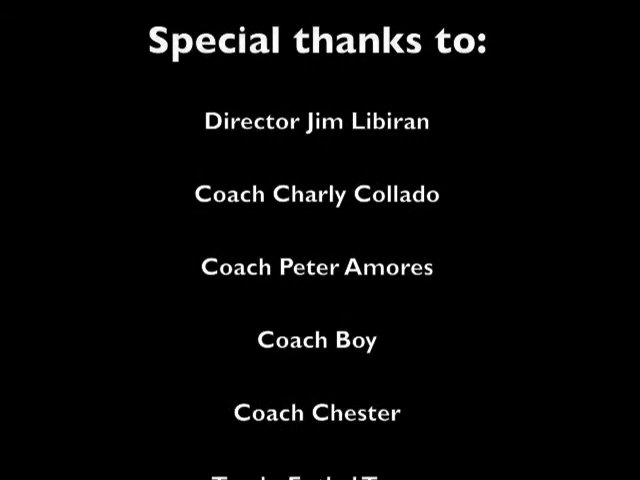 Special thanks to:
Director Jim Libiran
Coach Charly Collado
Coach Peter Amores
Coach Boy
Coach Chester